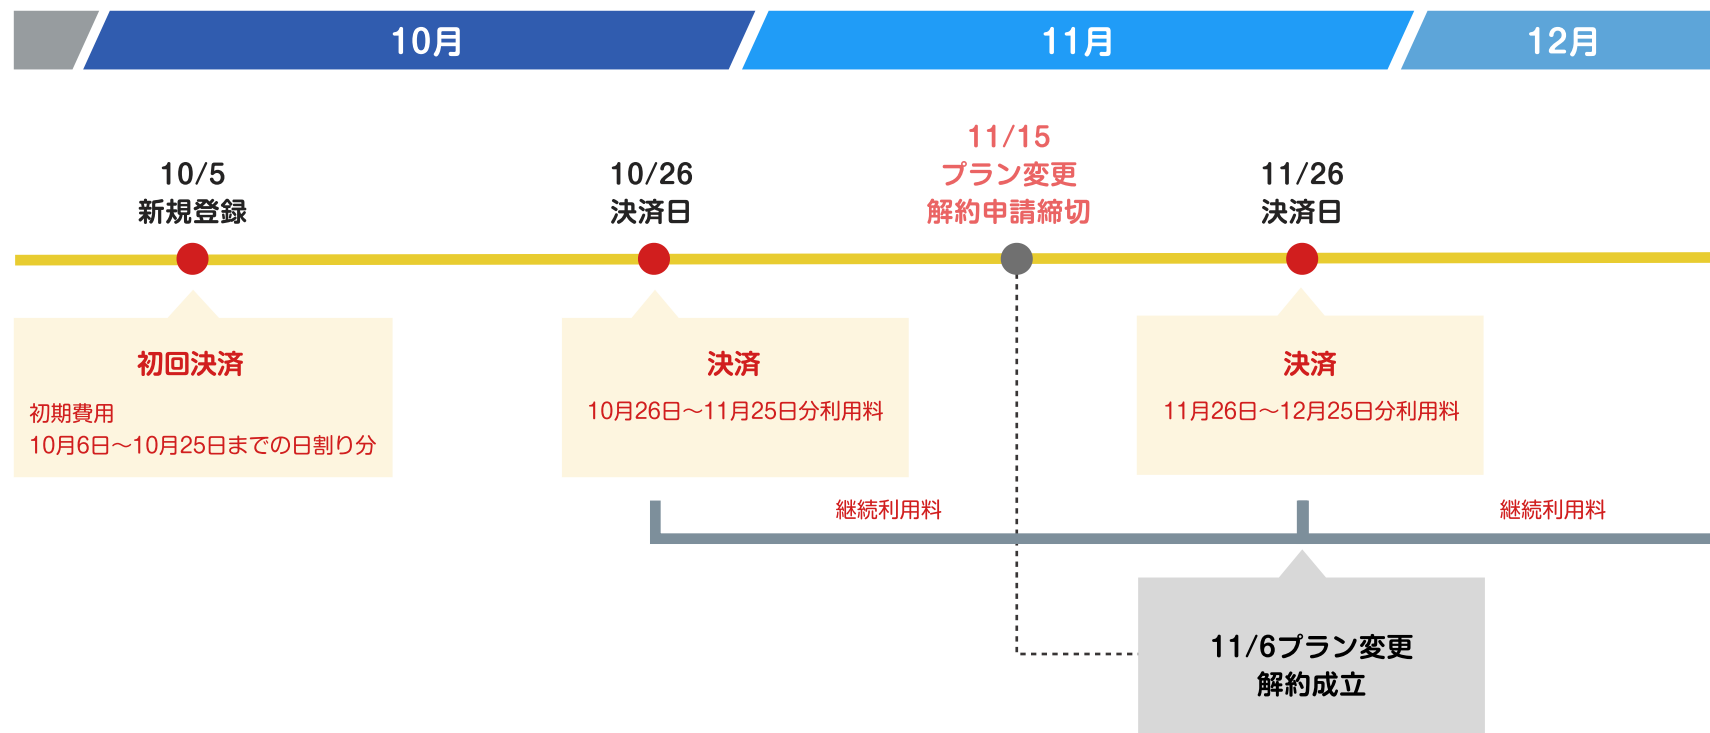 10月
11月
12月
10/5
新規登録
10/26
決済日
11/15
プラン変更
解約申請締切
11/26
決済日
初回決済
初期費用
10月6日〜10月25日までの日割り分
決済
10月26日〜11月25日分利用料
決済
11月26日〜12月25日分利用料
継続利用料
継続利用料
11/6プラン変更
解約成立